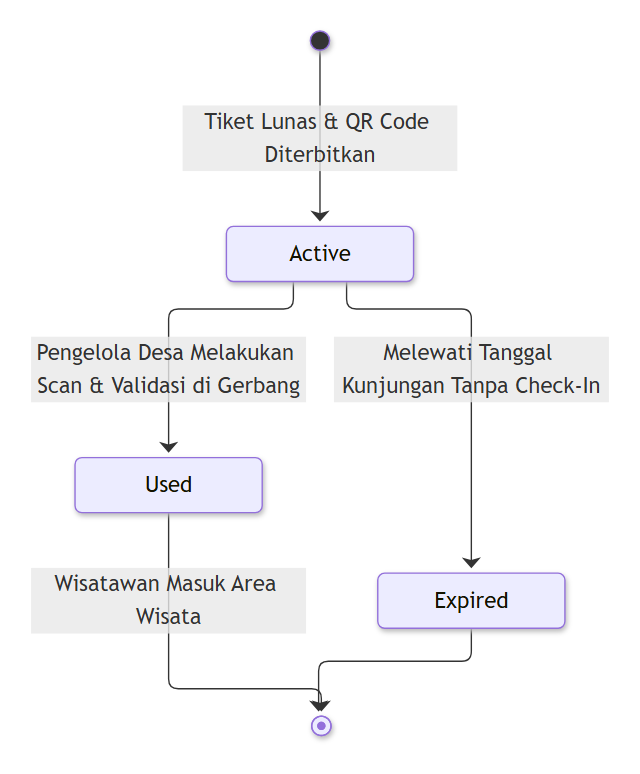 Tiket Lunas & QR Code
Diterbitkan
Active
Pengelola Desa Melakukan
Scan & Validasi di Gerbang
Melewati Tanggal
Kunjungan Tanpa Check-In
Used
Wisatawan Masuk Area
Wisata
Expired